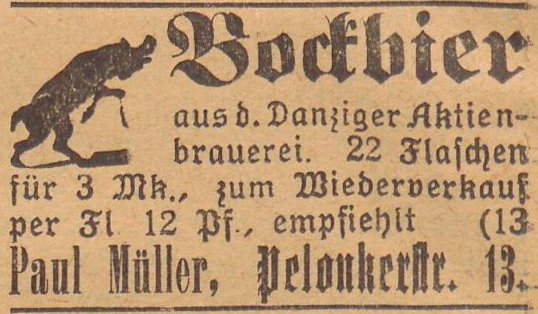 Bockbier
aus d. Danziger Aktien-
brauerei. 22 Flaschen
für 3 Mk., zum Wiederverkauf
per Fl 12 Pf., empfiehlt (13
Paul Müller, Pelonkerstr. 13.